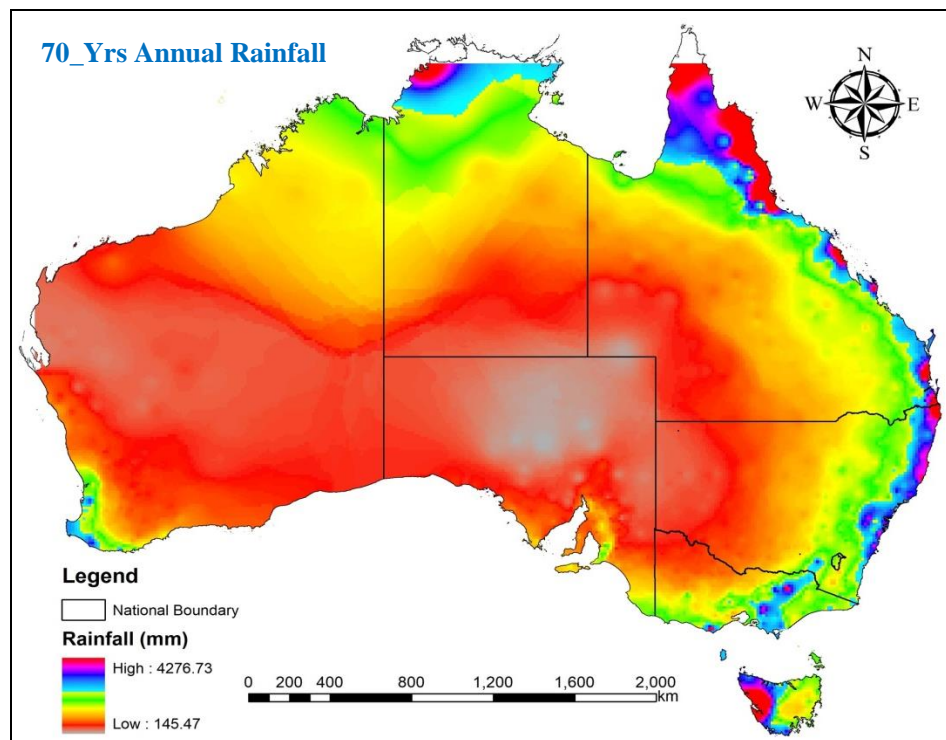 70_Yrs Annual Rainfall
N
W E
S
Legend
National Boundary
Rainfall (mm)
High : 4276.73
Low : 145.47
0 200 400 800 1,200 1,600 2,000
km